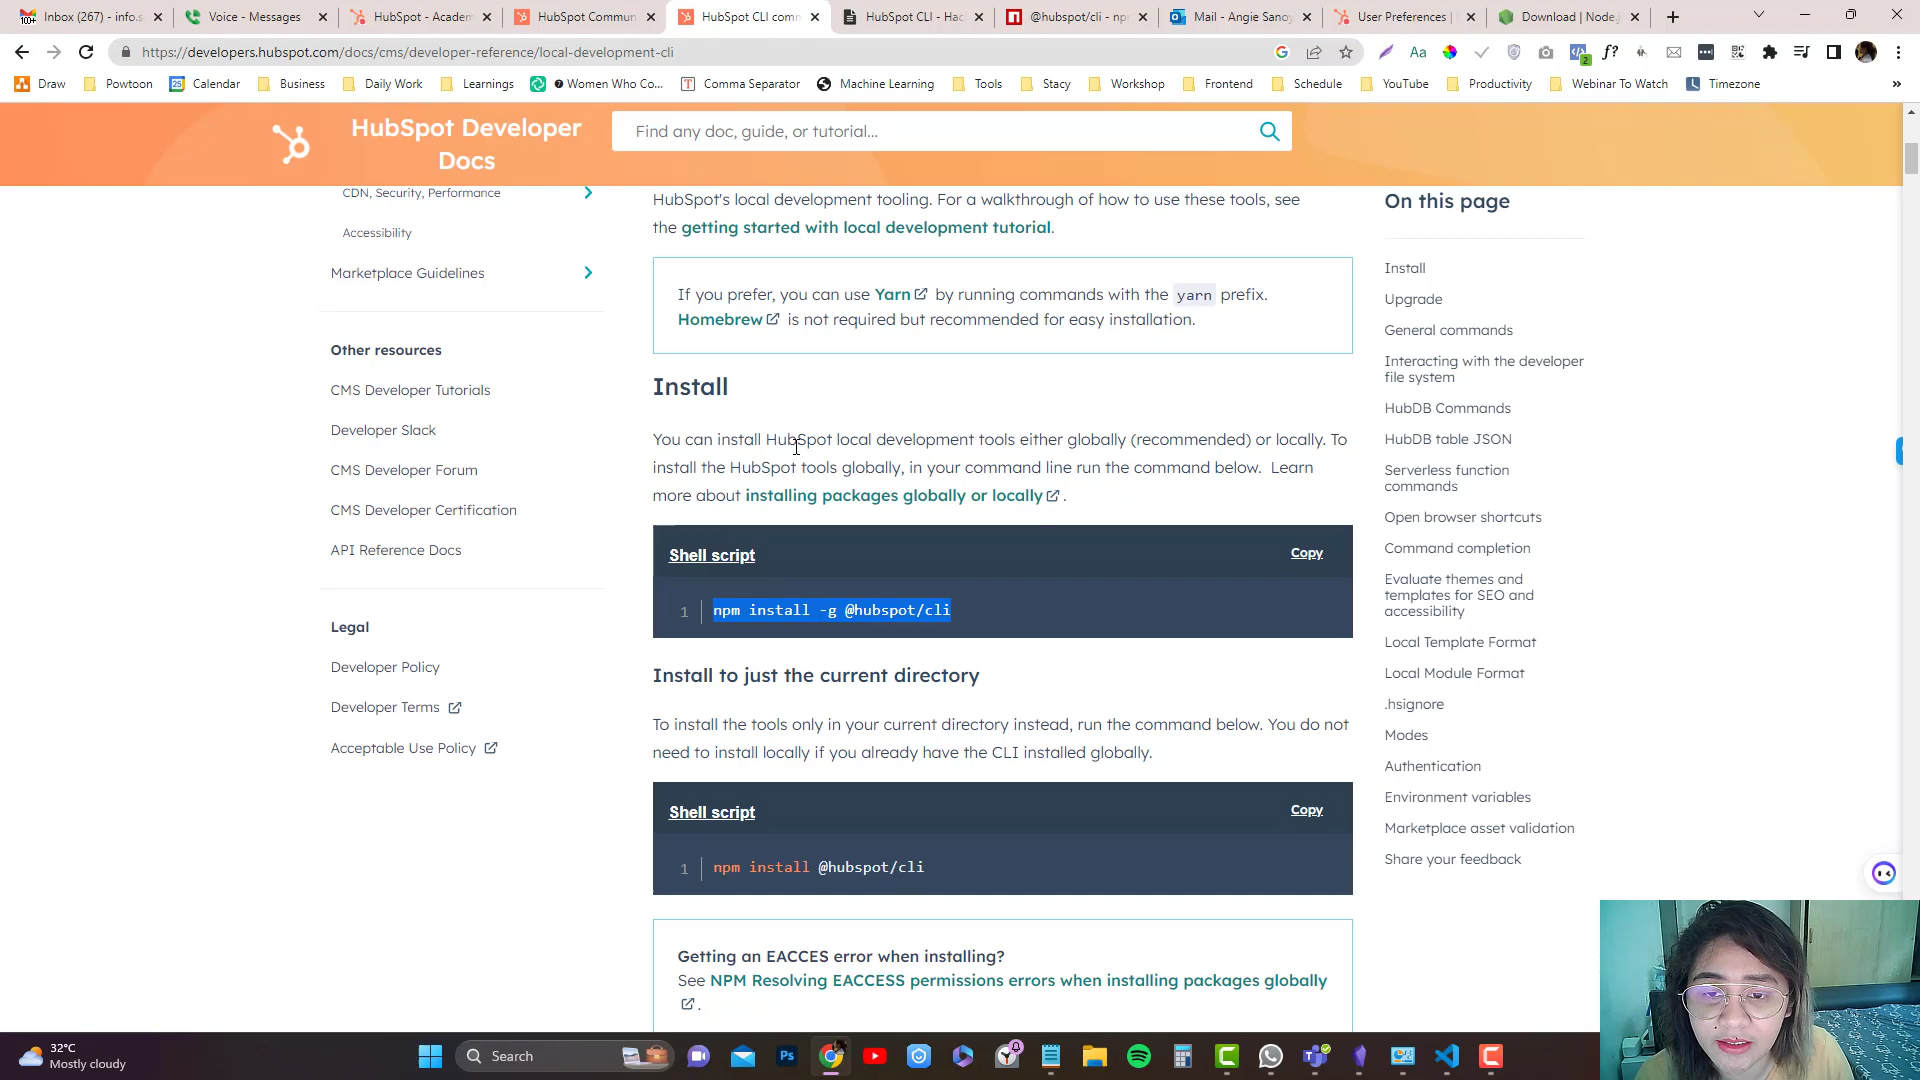 Inbox (267) - info.s
Voice - Messages
HubSpot - Academ
HubSpot Commun
HubSpot CLI com
HubSpot CLI - Hac
@hubspot/cli - np
Mail - Angie Sano
User Preferences |
Download | Node.j
https://developers.hubspot.com/docs/cms/developer-reference/local-development-cli
Draw
Powtoon
Calendar
Business
Daily Work
Learnings
Women Who Co...
Comma Separator
Machine Learning
Tools
Stacy
Workshop
Frontend
Schedule
YouTube
Productivity
Webinar To Watch
Timezone
HubSpot Developer
Docs
Find any doc, guide, or tutorial...
CDN, Security, Performance
Accessibility
Marketplace Guidelines
Other resources
CMS Developer Tutorials
Developer Slack
CMS Developer Forum
CMS Developer Certification
API Reference Docs
Legal
Developer Policy
Developer Terms
Acceptable Use Policy
HubSpot's local development tooling. For a walkthrough of how to use these tools, see
the getting started with local development tutorial.
If you prefer, you can use Yarn by running commands with the yarn prefix.
Homebrew is not required but recommended for easy installation.
Install
You can install HubSpot local development tools either globally (recommended) or locally. To
install the HubSpot tools globally, in your command line run the command below. Learn
more about installing packages globally or locally .
Shell script
Copy
1 npm install -g @hubspot/cli
Install to just the current directory
To install the tools only in your current directory instead, run the command below. You do not
need to install locally if you already have the CLI installed globally.
Shell script
Copy
1 npm install @hubspot/cli
Getting an EACCES error when installing?
See NPM Resolving EACCESS permissions errors when installing packages globally
.
On this page
Install
Upgrade
General commands
Interacting with the developer
file system
HubDB Commands
HubDB table JSON
Serverless function
commands
Open browser shortcuts
Command completion
Evaluate themes and
templates for SEO and
accessibility
Local Template Format
Local Module Format
.hsignore
Modes
Authentication
Environment variables
Marketplace asset validation
Share your feedback
32°C
Mostly cloudy
Search